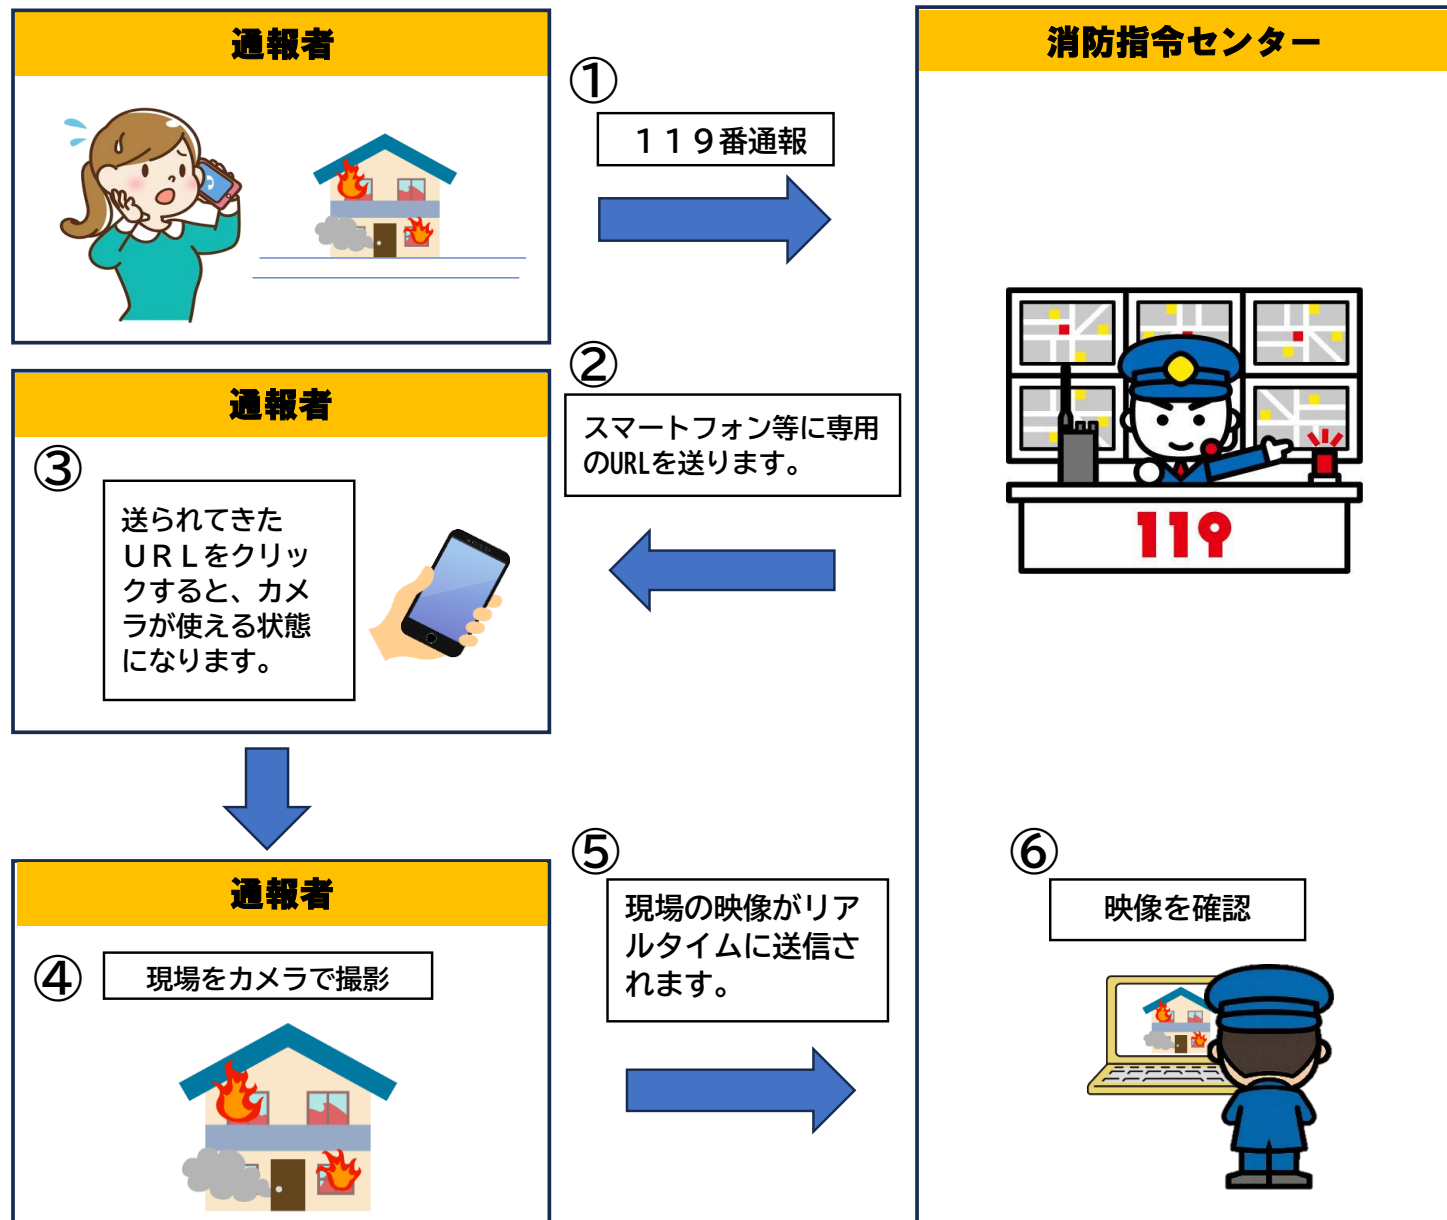 通報者
①
１１９番通報
消防指令センター
119
②
スマートフォン等に専用
のURLを送ります。
通報者
③
送られてきた
ＵＲＬをクリッ
クすると、カメ
ラが使える状態
になります。
通報者
④
現場をカメラで撮影
⑤
現場の映像がリア
ルタイムに送信さ
れます。
⑥
映像を確認